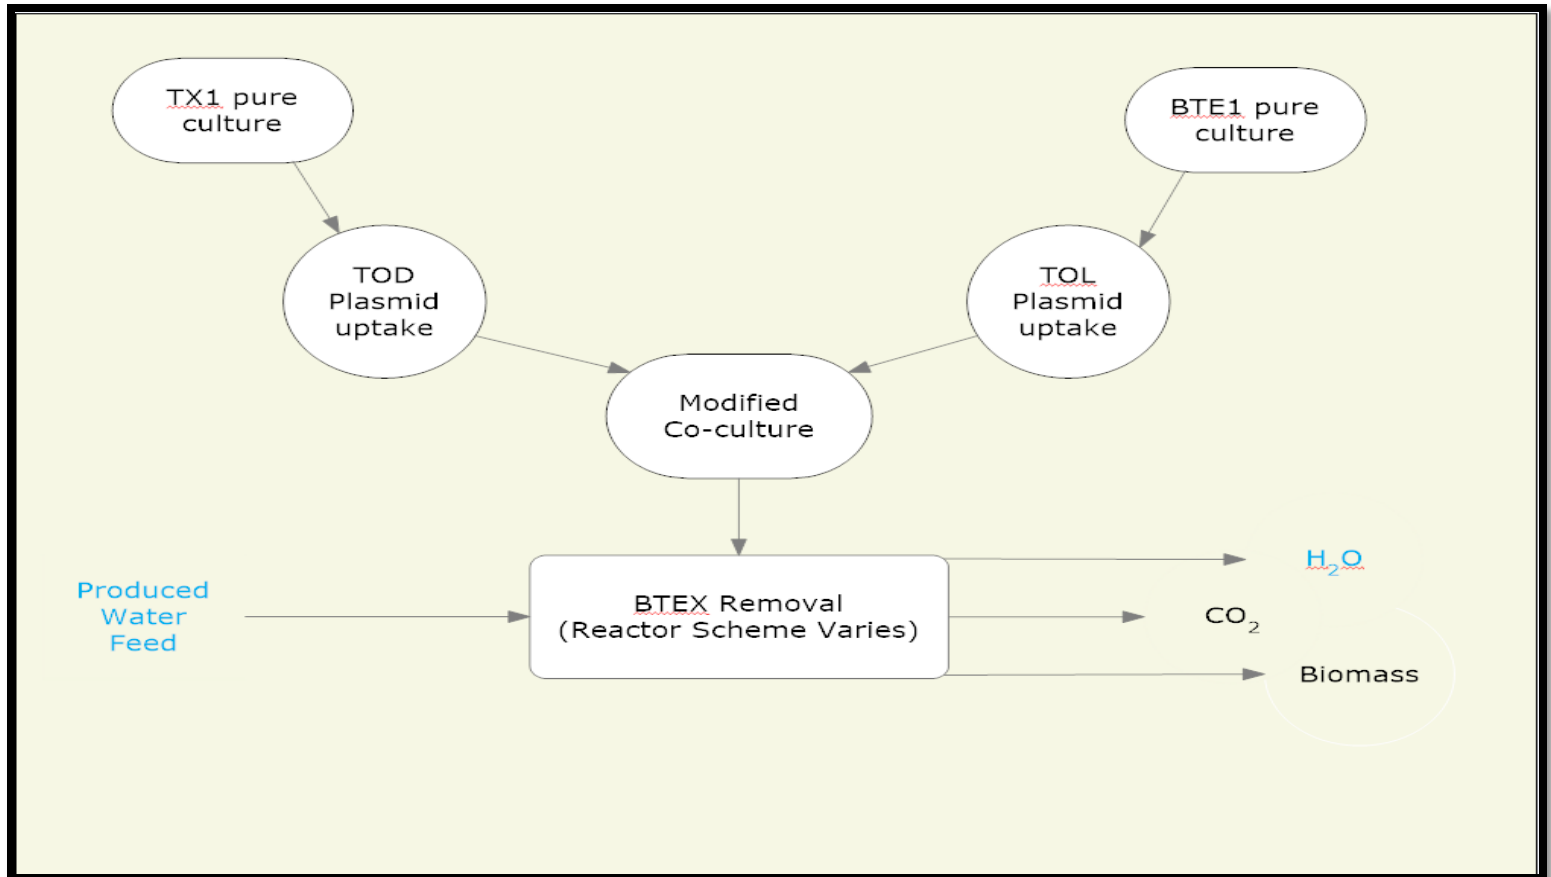 TX1 pure
culture
BTE1 pure
culture
TOD
Plasmid
uptake
TOL
Plasmid
uptake
Modified
Co-culture
Produced
Water
Feed
BTEX Removal
(Reactor Scheme Varies)
H₂O
CO₂
Biomass